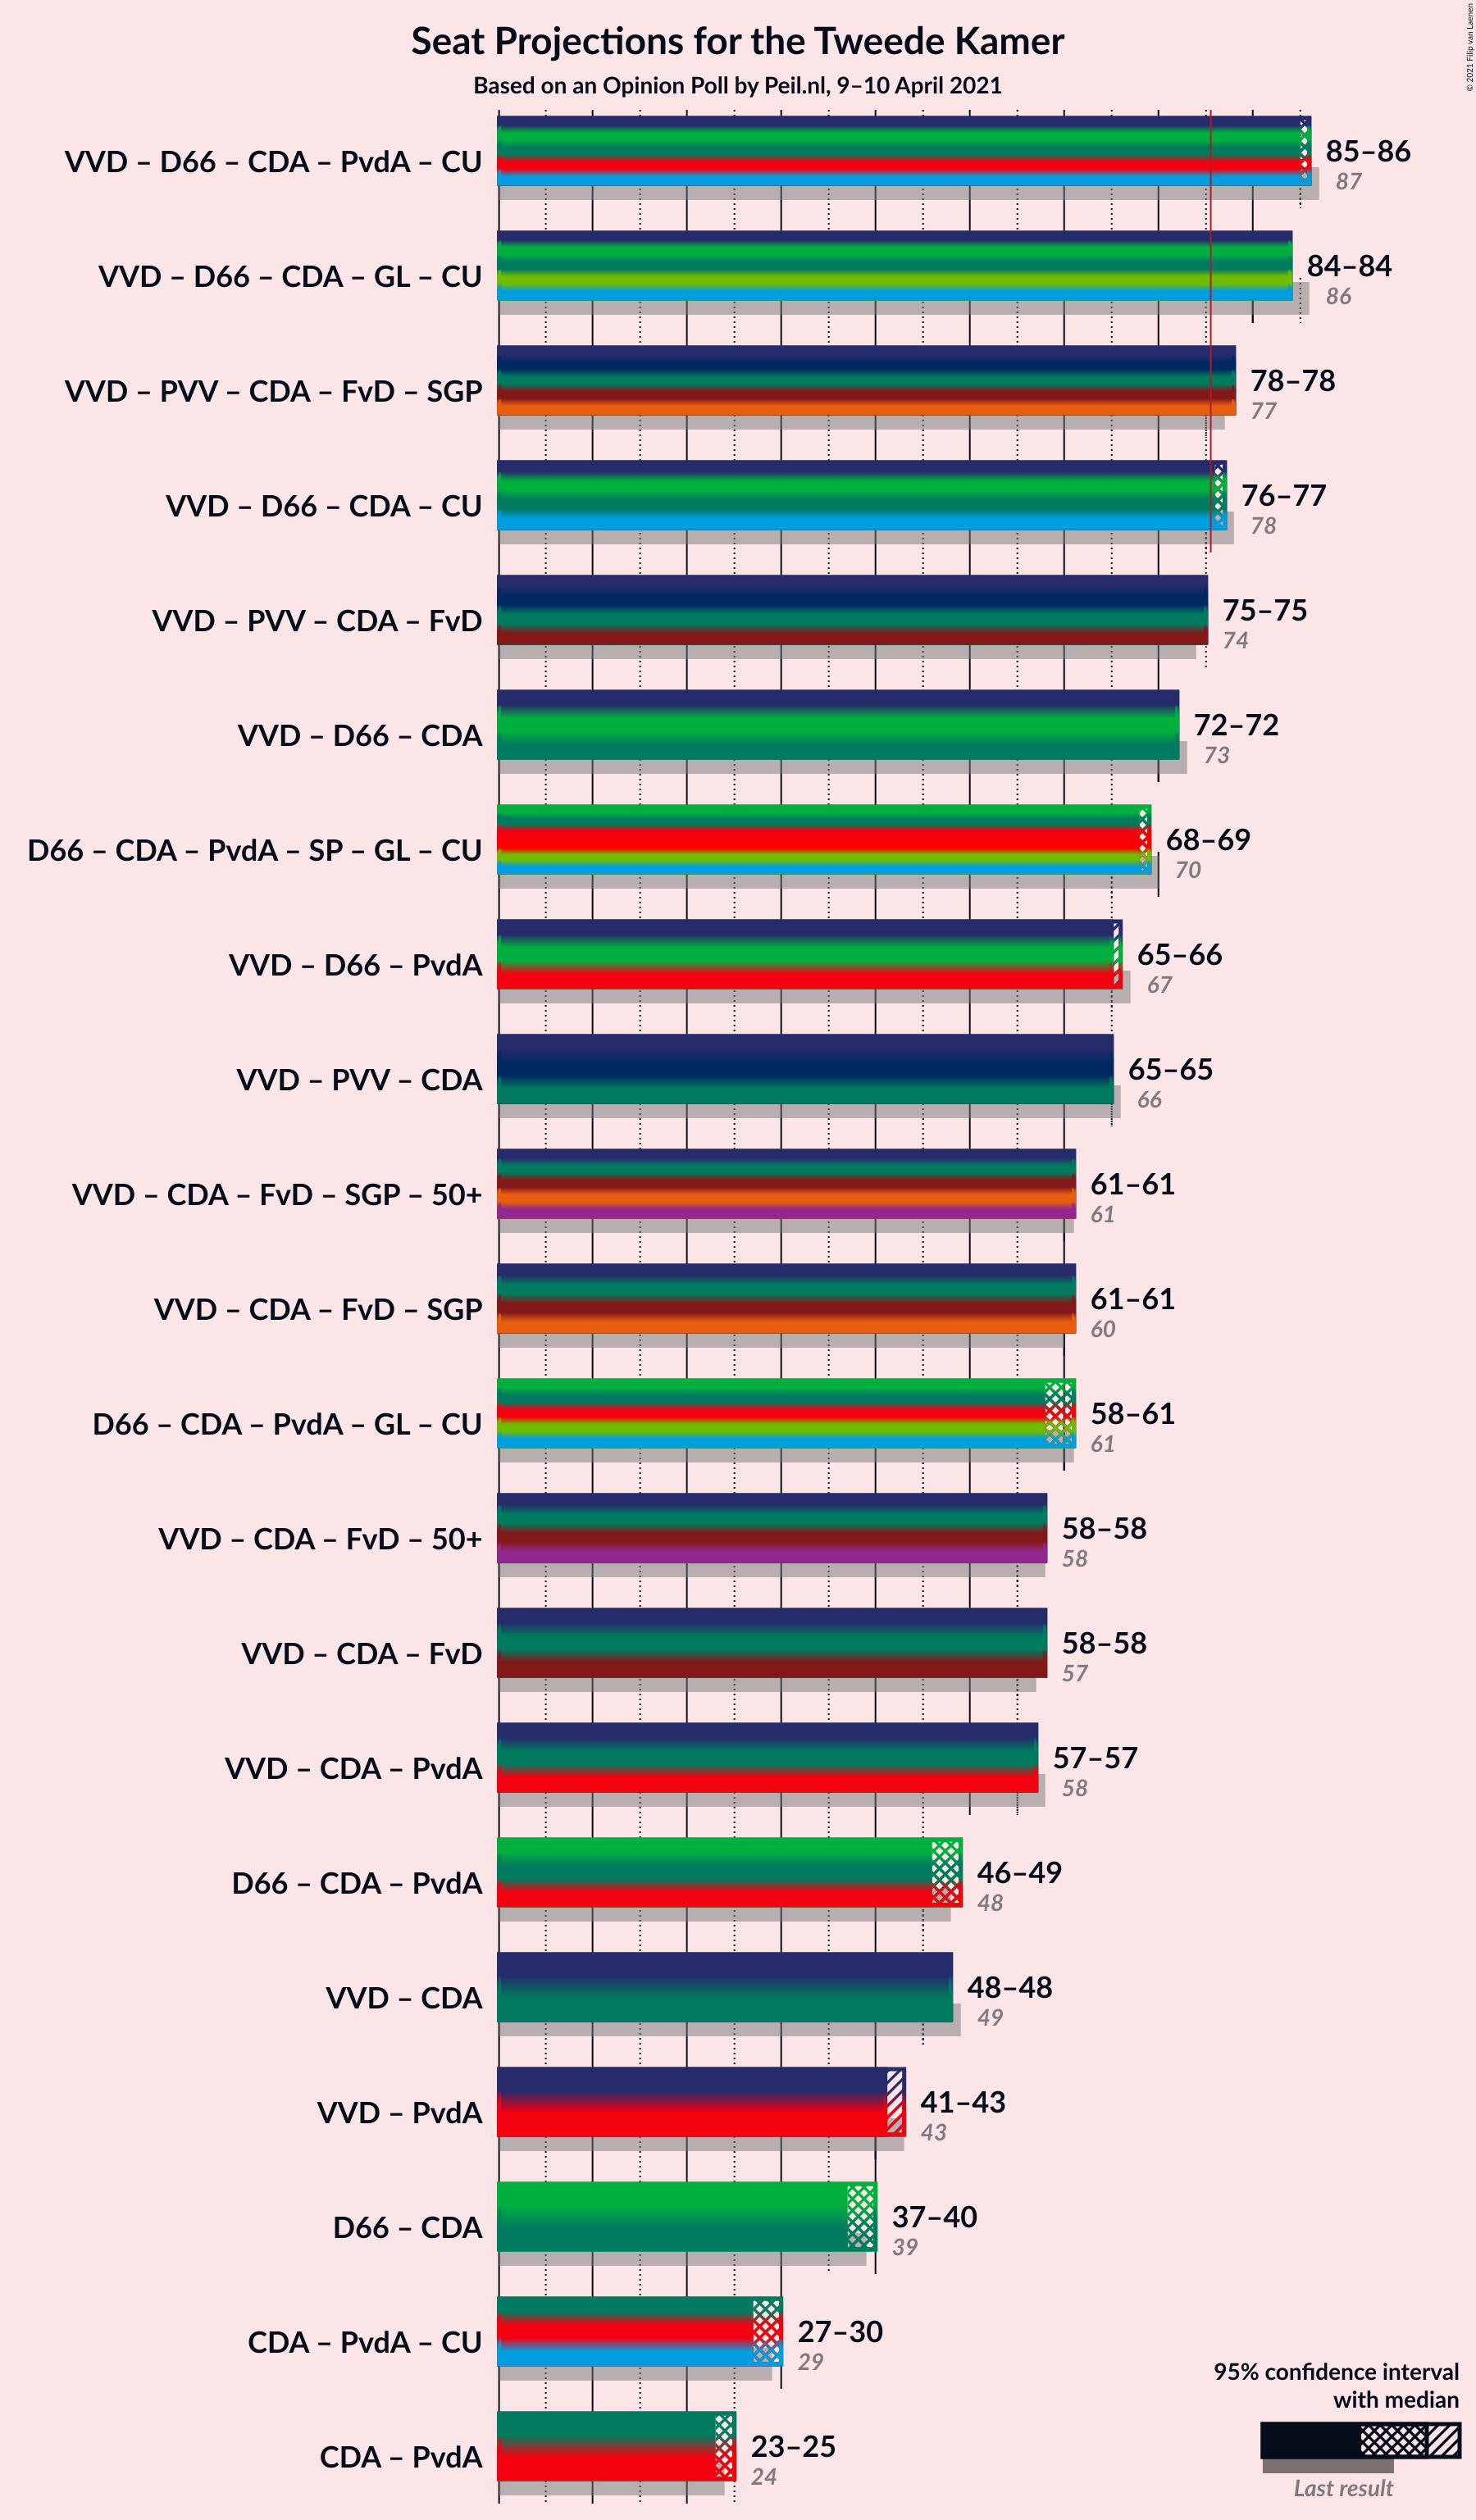 Seat Projections for the Tweede Kamer
Based on an Opinion Poll by Peil.nl, 9–10 April 2021
© 2021 Filip van Laenen
VVD – D66 – CDA – PvdA – CU
85–86
87
VVD – D66 – CDA – GL – CU
84–84
86
VVD – PVV – CDA – FvD – SGP
78–78
77
VVD – D66 – CDA – CU
76–77
78
VVD – PVV – CDA – FvD
75–75
74
VVD – D66 – CDA
72–72
73
D66 – CDA – PvdA – SP – GL – CU
68–69
70
VVD – D66 – PvdA
65–66
67
VVD – PVV – CDA
65–65
66
VVD – CDA – FvD – SGP – 50+
61–61
61
VVD – CDA – FvD – SGP
61–61
60
D66 – CDA – PvdA – GL – CU
58–61
61
VVD – CDA – FvD – 50+
58–58
58
VVD – CDA – FvD
58–58
57
VVD – CDA – PvdA
57–57
58
D66 – CDA – PvdA
46–49
48
VVD – CDA
48–48
49
VVD – PvdA
41–43
43
D66 – CDA
37–40
39
CDA – PvdA – CU
27–30
29
CDA – PvdA
23–25
24
95% confidence interval
with median
Last result